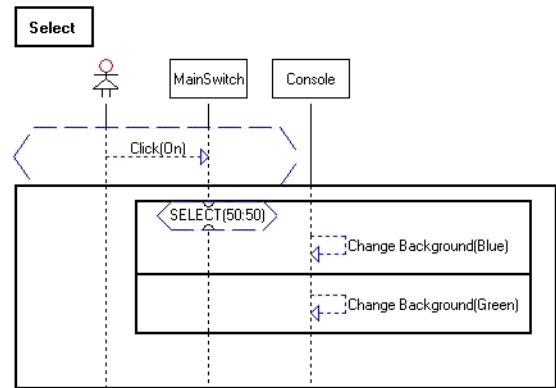 Select
MainSwitch
Console
Click(On)
SELECT(50:50)
Change Background(Blue)
Change Background(Green)